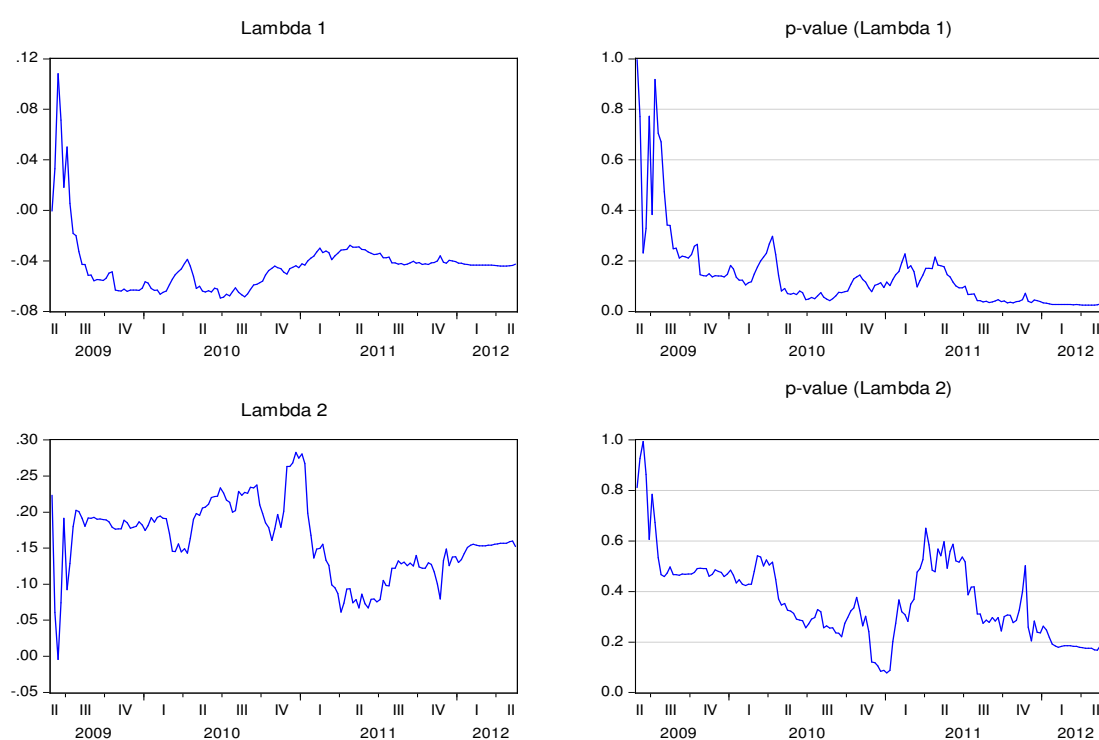 Lambda 1
.12
.08
.04
.00
-.04
-.08
II III IV I II III IV I II III IV I II
2009 2010 2011 2012
p-value (Lambda 1)
1.0
0.8
0.6
0.4
0.2
0.0
II III IV I II III IV I II III IV I II
2009 2010 2011 2012
Lambda 2
.30
.25
.20
.15
.10
.05
.00
-.05
II III IV I II III IV I II III IV I II
2009 2010 2011 2012
p-value (Lambda 2)
1.0
0.8
0.6
0.4
0.2
0.0
II III IV I II III IV I II III IV I II
2009 2010 2011 2012